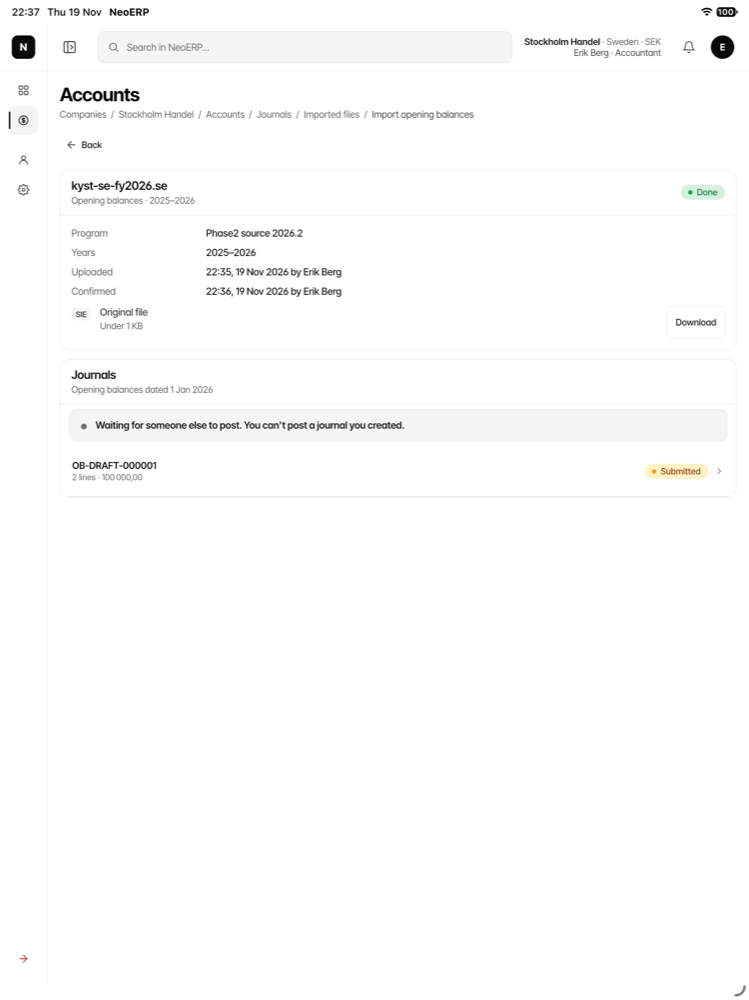 22:37 Thu 19 Nov NeoERP
100
N
Search in NeoERP...
Stockholm Handel · Sweden · SEK
Erik Berg · Accountant
E
Accounts
Companies / Stockholm Handel / Accounts / Journals / Imported files / Import opening balances
Back
kyst-se-fy2026.se
Opening balances · 2025–2026
Done
Program Phase2 source 2026.2
Years 2025–2026
Uploaded 22:35, 19 Nov 2026 by Erik Berg
Confirmed 22:36, 19 Nov 2026 by Erik Berg
SIE
Original file
Under 1 KB
Download
Journals
Opening balances dated 1 Jan 2026
Waiting for someone else to post. You can't post a journal you created.
OB-DRAFT-000001
2 lines · 100 000,00
Submitted